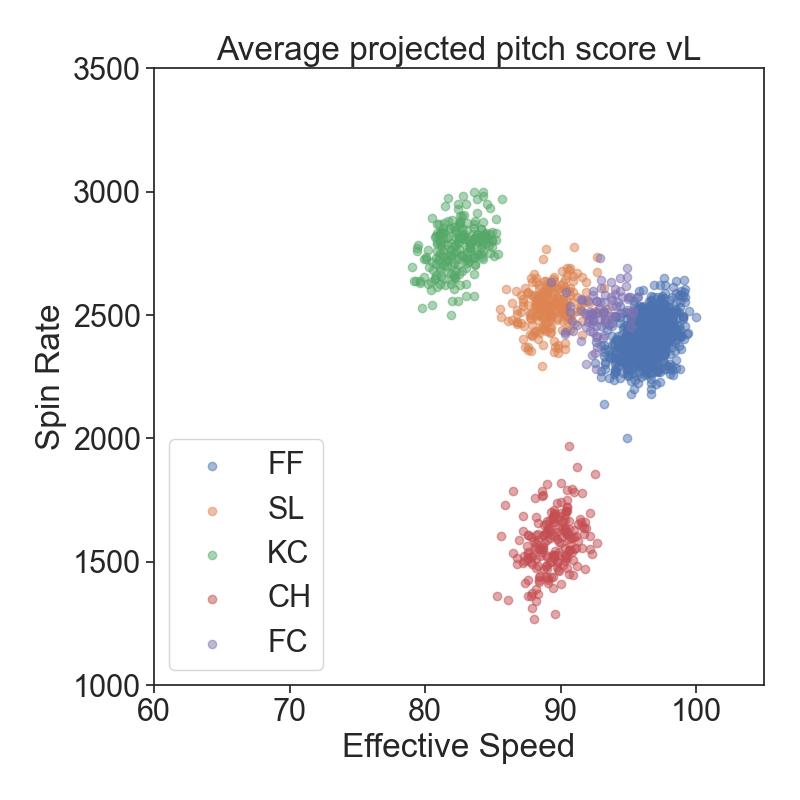 Average projected pitch score vL
3500
3000
2500
2000
1500
1000
Spin Rate
FF
SL
KC
CH
FC
60 70 80 90 100
Effective Speed